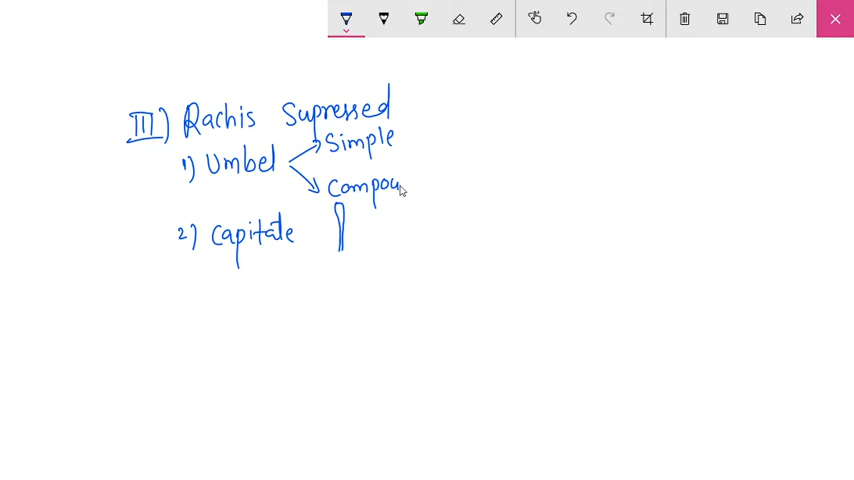 III) Rachis Supressed
1) Umbel
Simple
Compou
2) Capitate